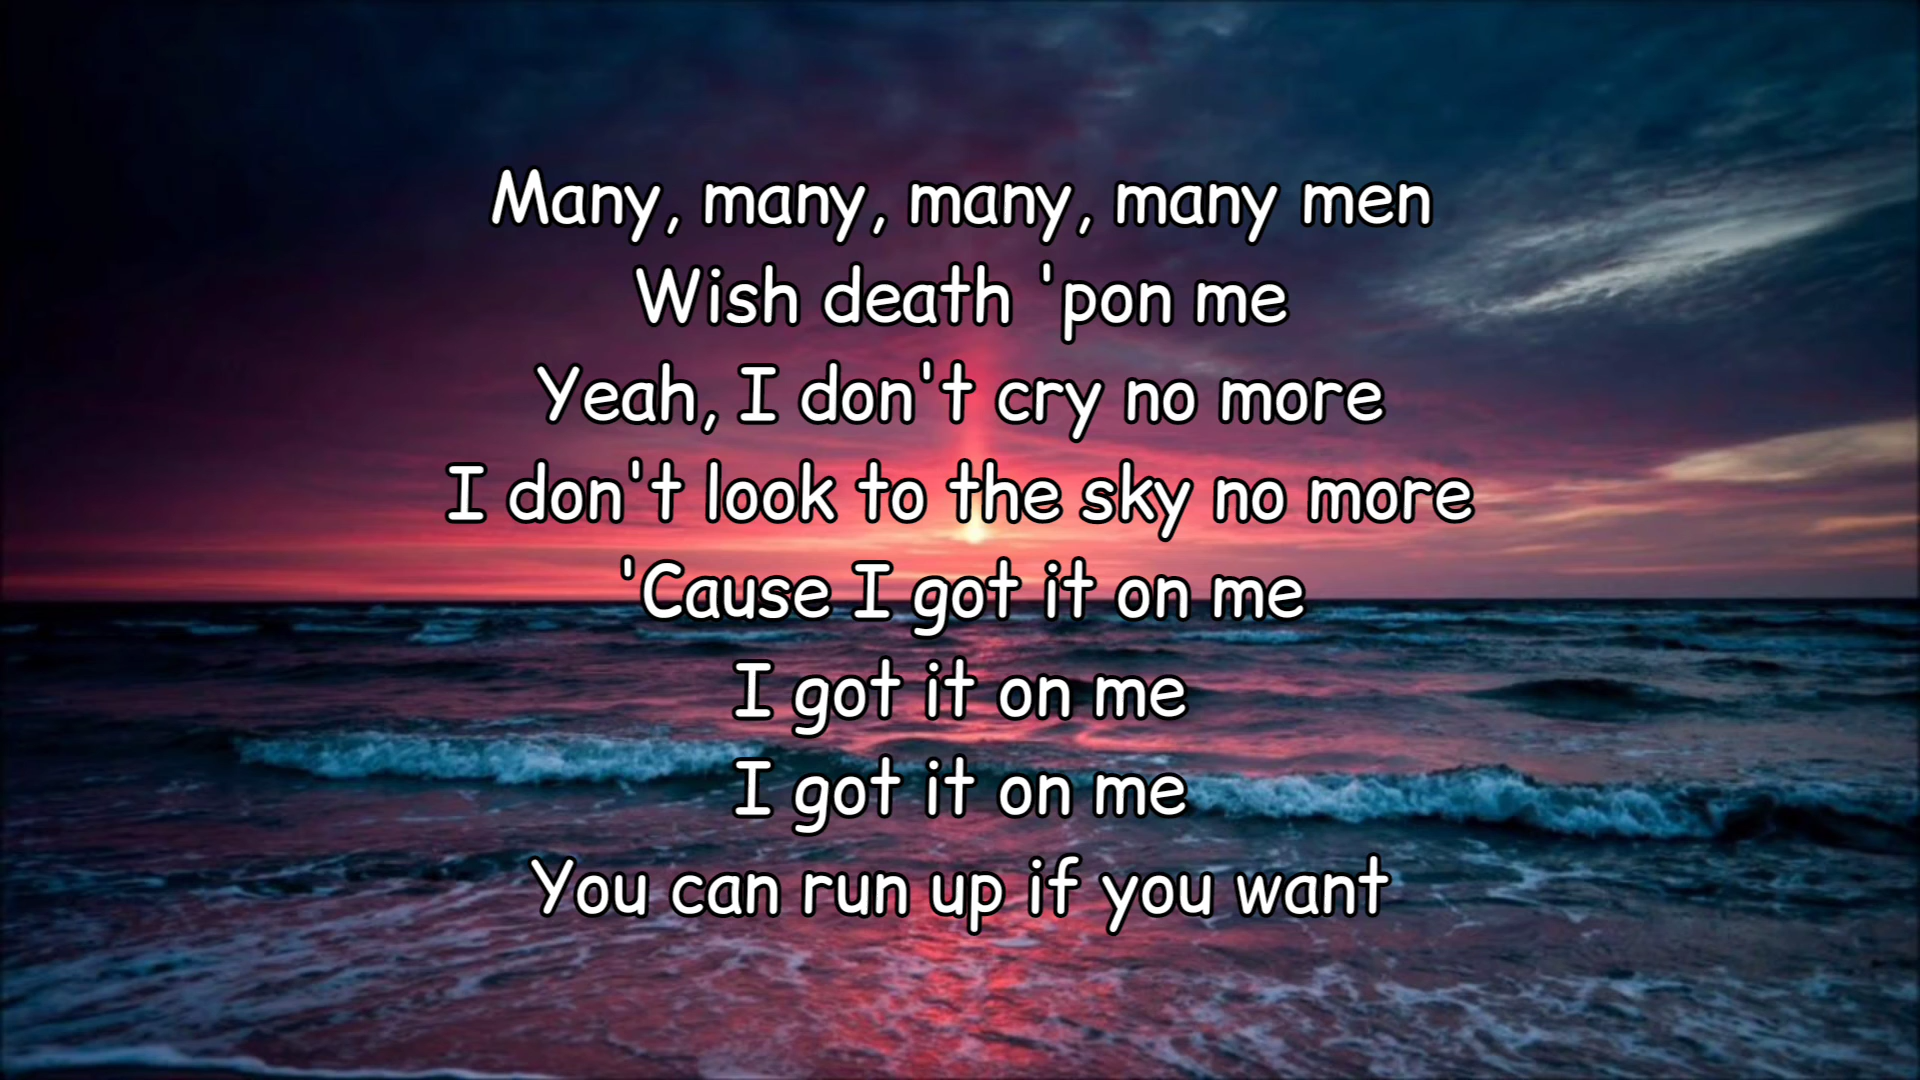 Many, many, many, many men
Wish death 'pon me
Yeah, I don't cry no more
I don't look to the sky no more
'Cause I got it on me
I got it on me
I got it on me
You can run up if you want